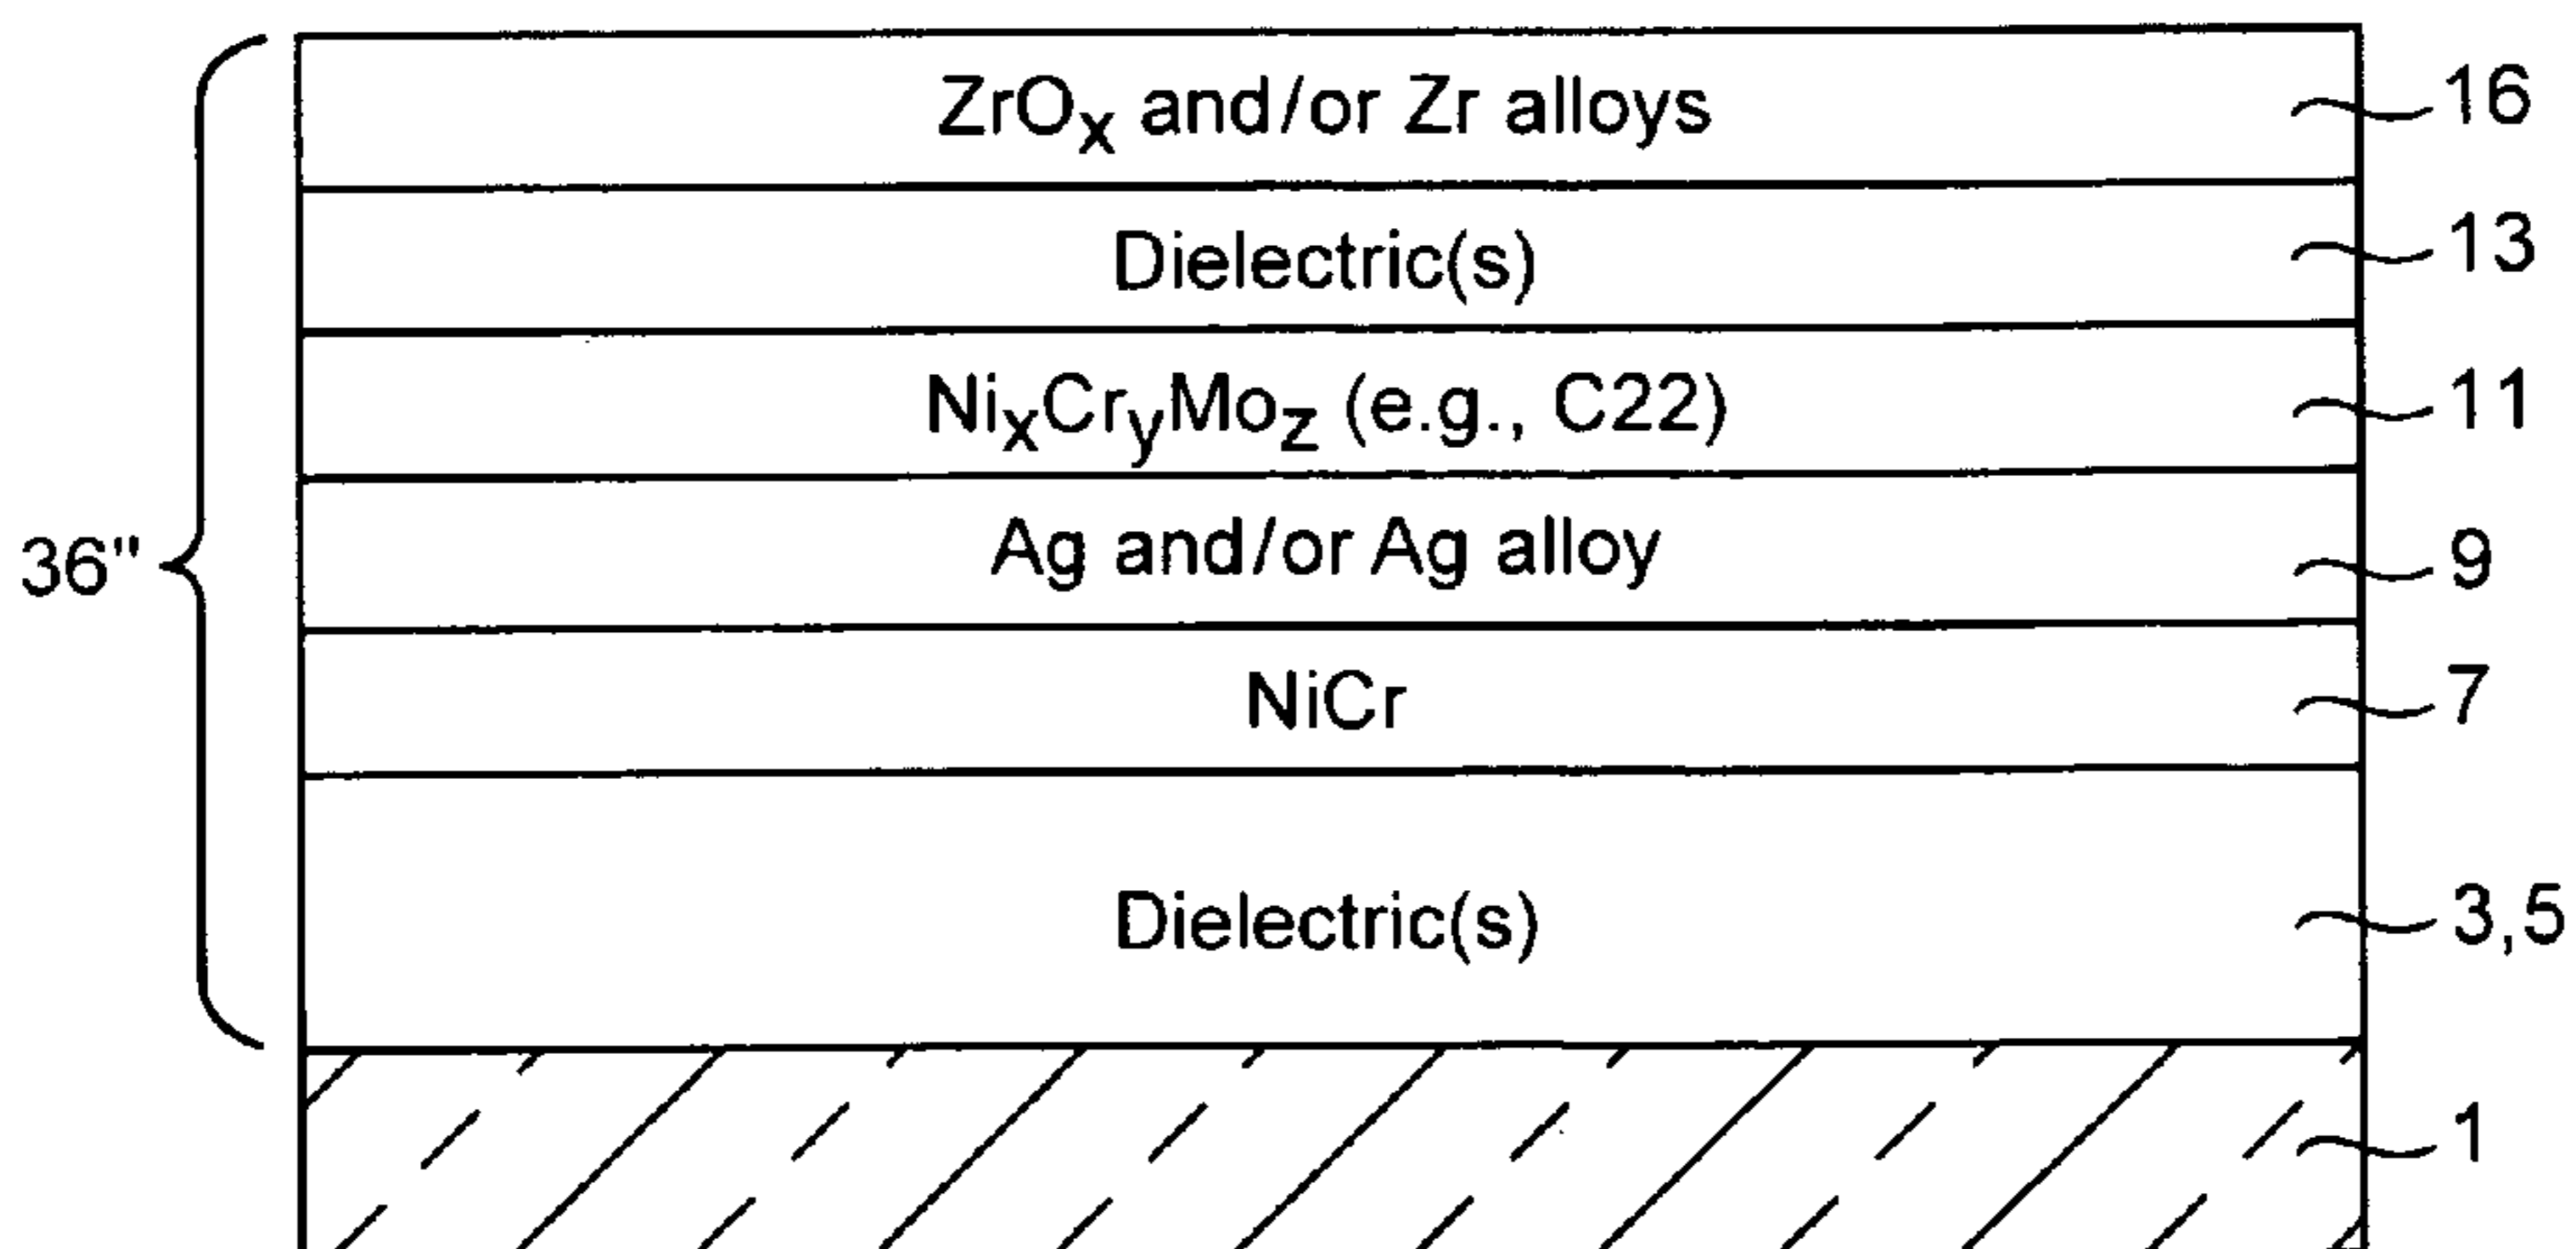 ZrOx and/or Zr alloys 16
Dielectric(s) 13
NixCryMoz (e.g., C22) 11
Ag and/or Ag alloy 9
36"
NiCr 7
Dielectric(s) 3,5
1